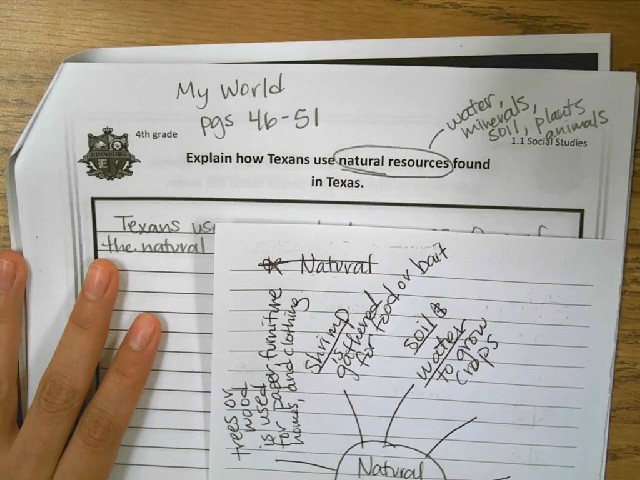 My World
pgs 46-51
water,
minerals,
soil, plants
animals
4th grade
1.1 Social Studies
EDINBURG
Explain how Texans use natural resources found
in Texas.
Texans use
the natural
Natural
trees or
wood
is used
for paper furniture
homes, and clothing
shrimp
is
gathered
for food or bait
soil &
water
to grow
crops
Natural